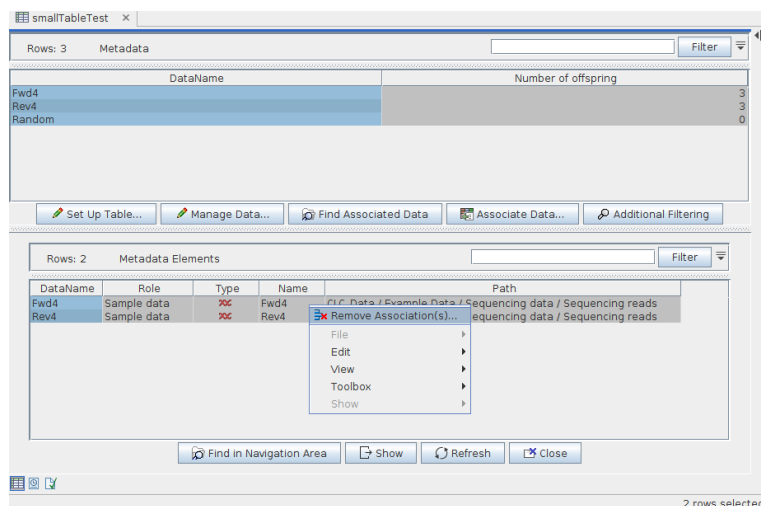 smallTableTest ×
Rows: 3 Metadata Filter
DataName Number of offspring
Fwd4 3
Rev4 3
Random 0
Set Up Table... Manage Data... Find Associated Data Associate Data... Additional Filtering
Rows: 2 Metadata Elements Filter
DataName Role Type Name Path
Fwd4 Sample data Fwd4 CLC_Data / Example Data / Sequencing data / Sequencing reads
Rev4 Sample data Rev4 equencing data / Sequencing reads
Remove Association(s)...
File
Edit
View
Toolbox
Show
Find in Navigation Area Show Refresh Close
2 rows selected